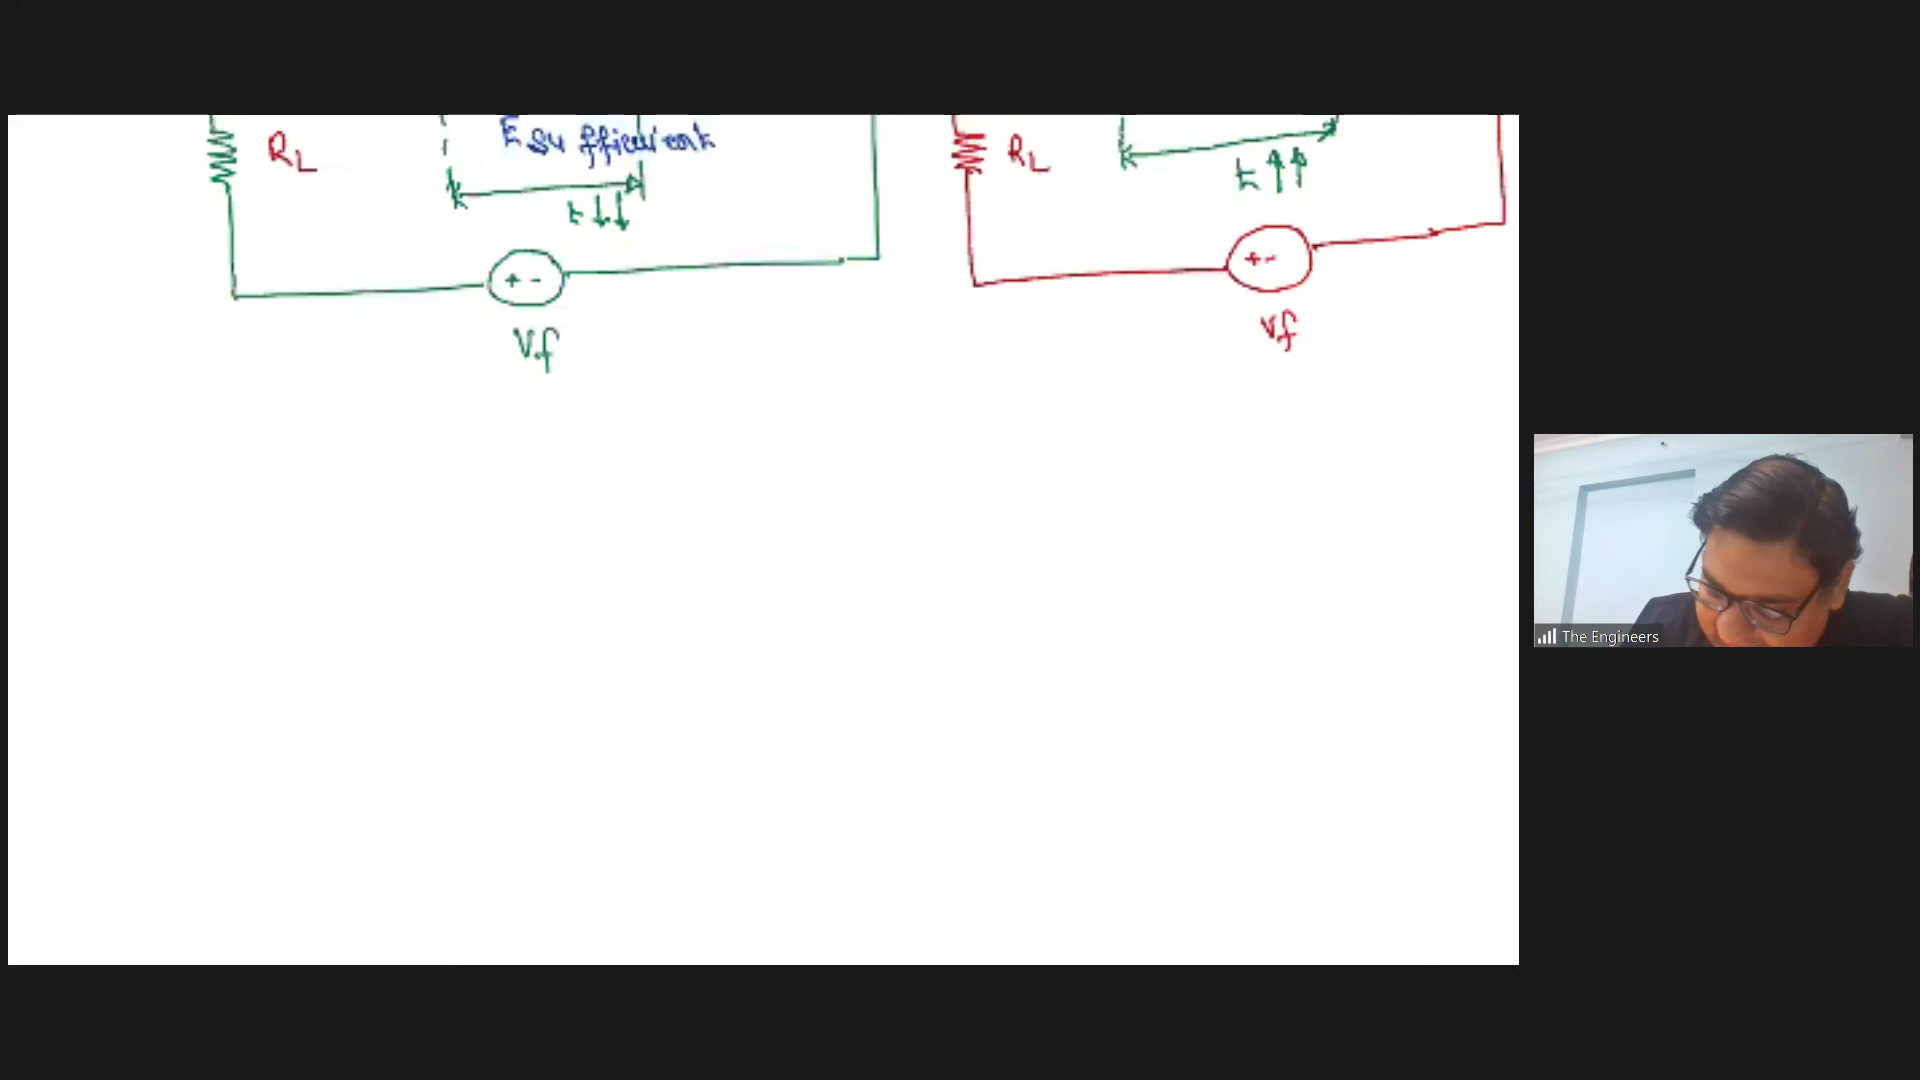 RL
E sufficient
t ↓↓
+ -
Vf
RL
t ↑↑
+ -
Vf
The Engineers